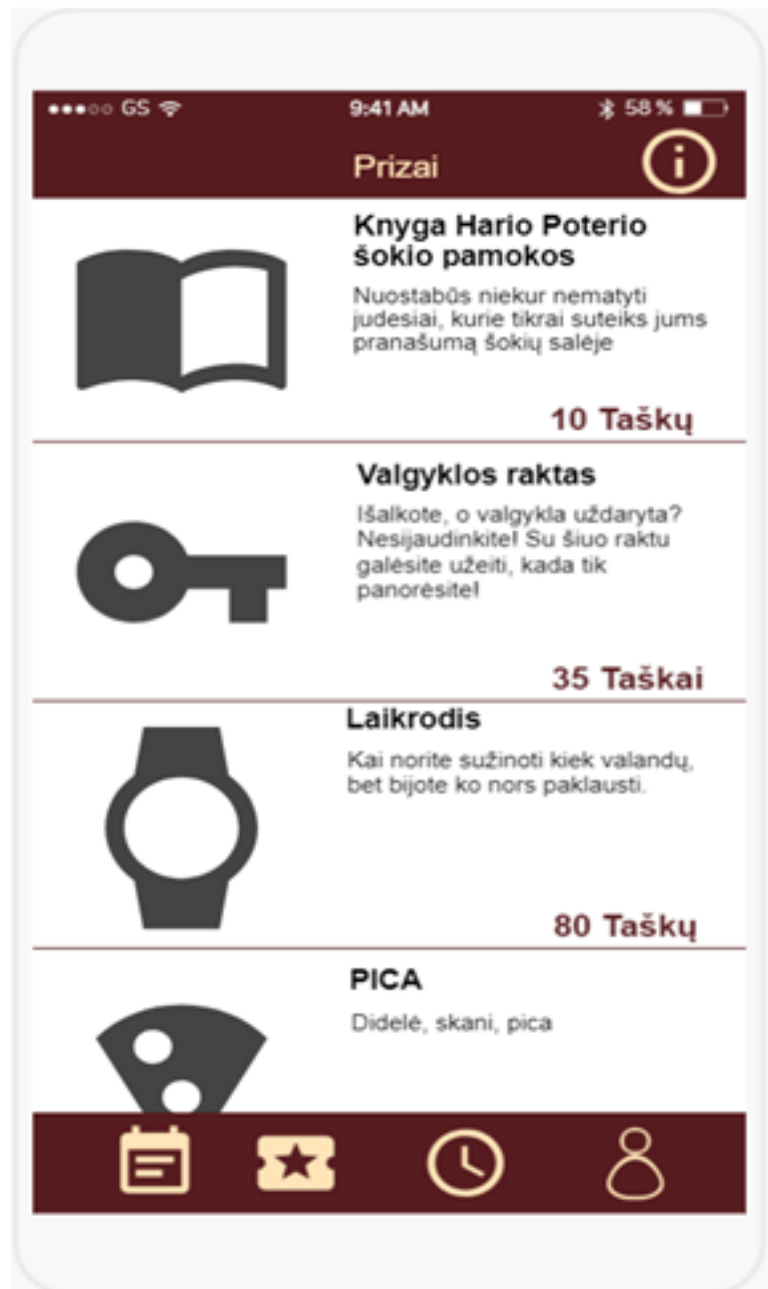 GS 9:41 AM 58 %
Prizai
Knyga Hario Poterio
šokio pamokos
Nuostabūs niekur nematyti
judesiai, kurie tikrai suteiks jums
pranašumą šokių salėje
10 Taškų
Valgyklos raktas
Išalkote, o valgykla uždaryta?
Nesijaudinkite! Su šiuo raktu
galėsite užeiti, kada tik
panorėsite!
35 Taškai
Laikrodis
Kai norite sužinoti kiek valandų,
bet bijote ko nors paklausti.
80 Taškų
PICA
Didelė, skani, pica